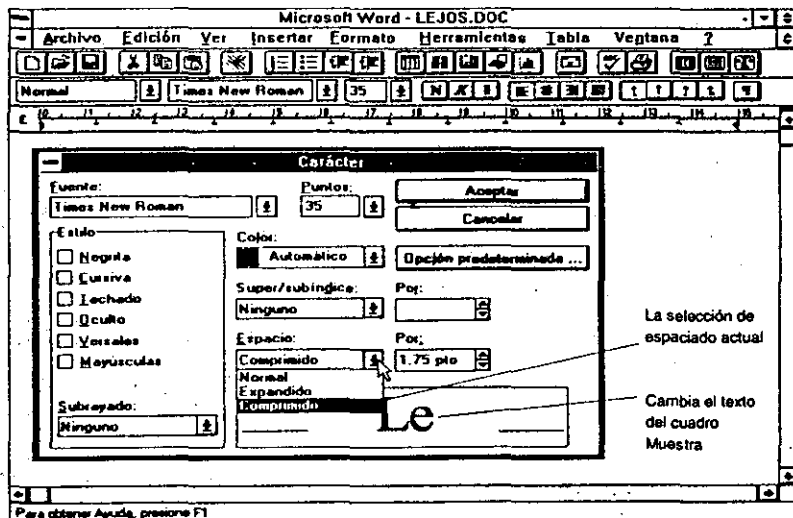 Microsoft Word - LEJOS.DOC
Archivo Edición Ver Insertar Formato Herramientas Tabla Ventana ?
Normal Times New Roman 35 N K S
Carácter
Fuente: Puntos: Aceptar
Times New Roman 35 Cancelar
Estilo Color:
Negrita Automático Opción predeterminada ...
Cursiva Super/subíndice: Por:
Tachado Ninguno
Oculto
Versales Espacio: Por:
Mayúsculas Comprimido 1.75 pto
Normal
Expandido
Subrayado: Comprimido
Ninguno Le
La selección de
espaciado actual
Cambia el texto
del cuadro
Muestra
Para obtener Ayuda, presione F1